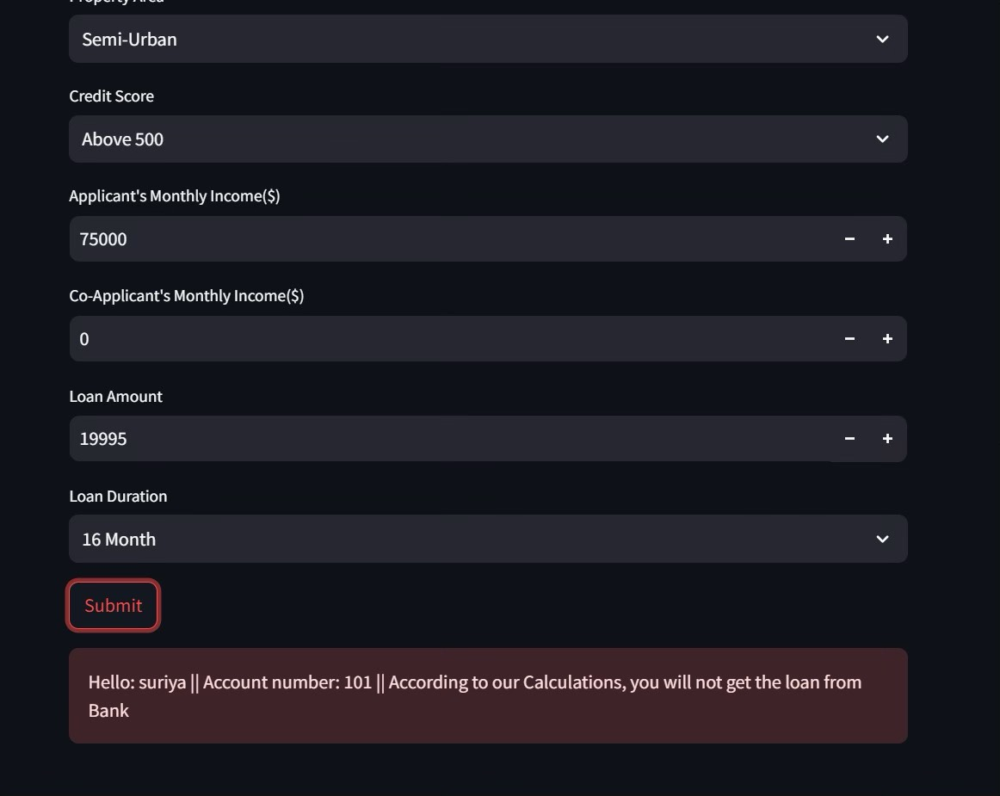 Property Area
Semi-Urban
Credit Score
Above 500
Applicant's Monthly Income($)
75000
Co-Applicant's Monthly Income($)
0
Loan Amount
19995
Loan Duration
16 Month
Submit
Hello: suriya || Account number: 101 || According to our Calculations, you will not get the loan from
Bank